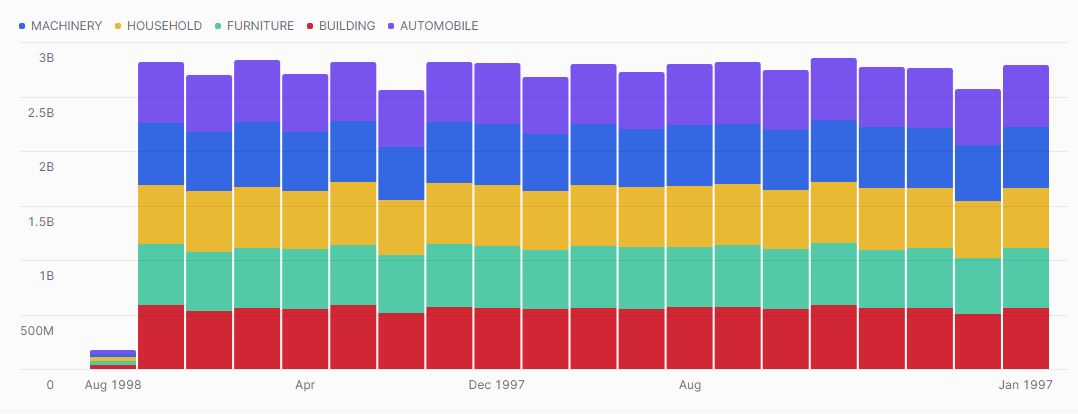 MACHINERY HOUSEHOLD FURNITURE BUILDING AUTOMOBILE
3B
2.5B
2B
1.5B
1B
500M
0 Aug 1998 Apr Dec 1997 Aug Jan 1997